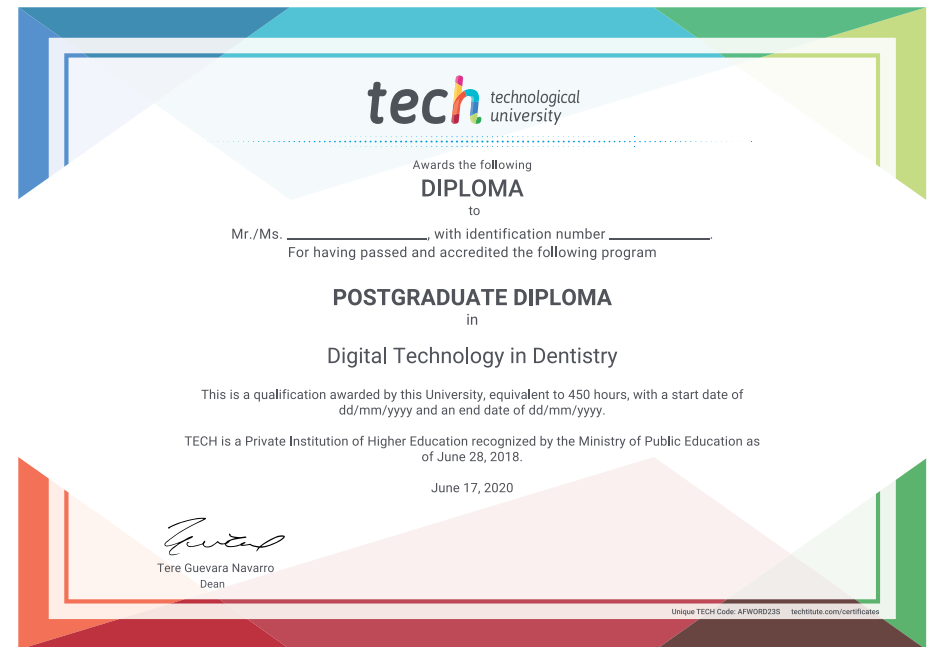 tech technological
university
Awards the following
DIPLOMA
to
Mr./Ms. ____________________, with identification number ______________.
For having passed and accredited the following program
POSTGRADUATE DIPLOMA
in
Digital Technology in Dentistry
This is a qualification awarded by this University, equivalent to 450 hours, with a start date of
dd/mm/yyyy and an end date of dd/mm/yyyy.
TECH is a Private Institution of Higher Education recognized by the Ministry of Public Education as
of June 28, 2018.
June 17, 2020
Tere Guevara Navarro
Dean
Unique TECH Code: AFWORD23S techtitute.com/certificates